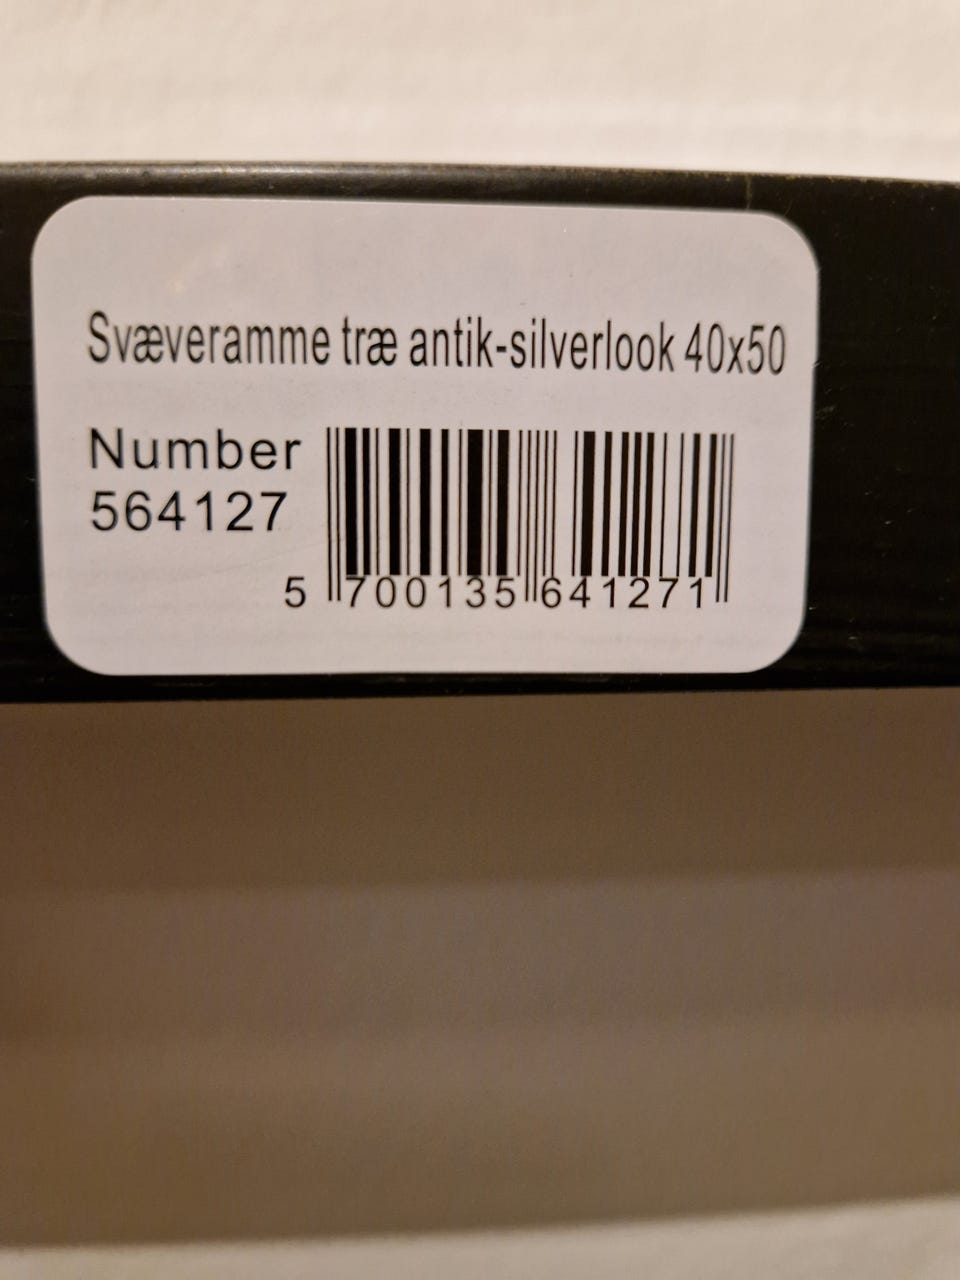 Svæveramme træ antik-silverlook 40x50
Number
564127
5 700135 641271